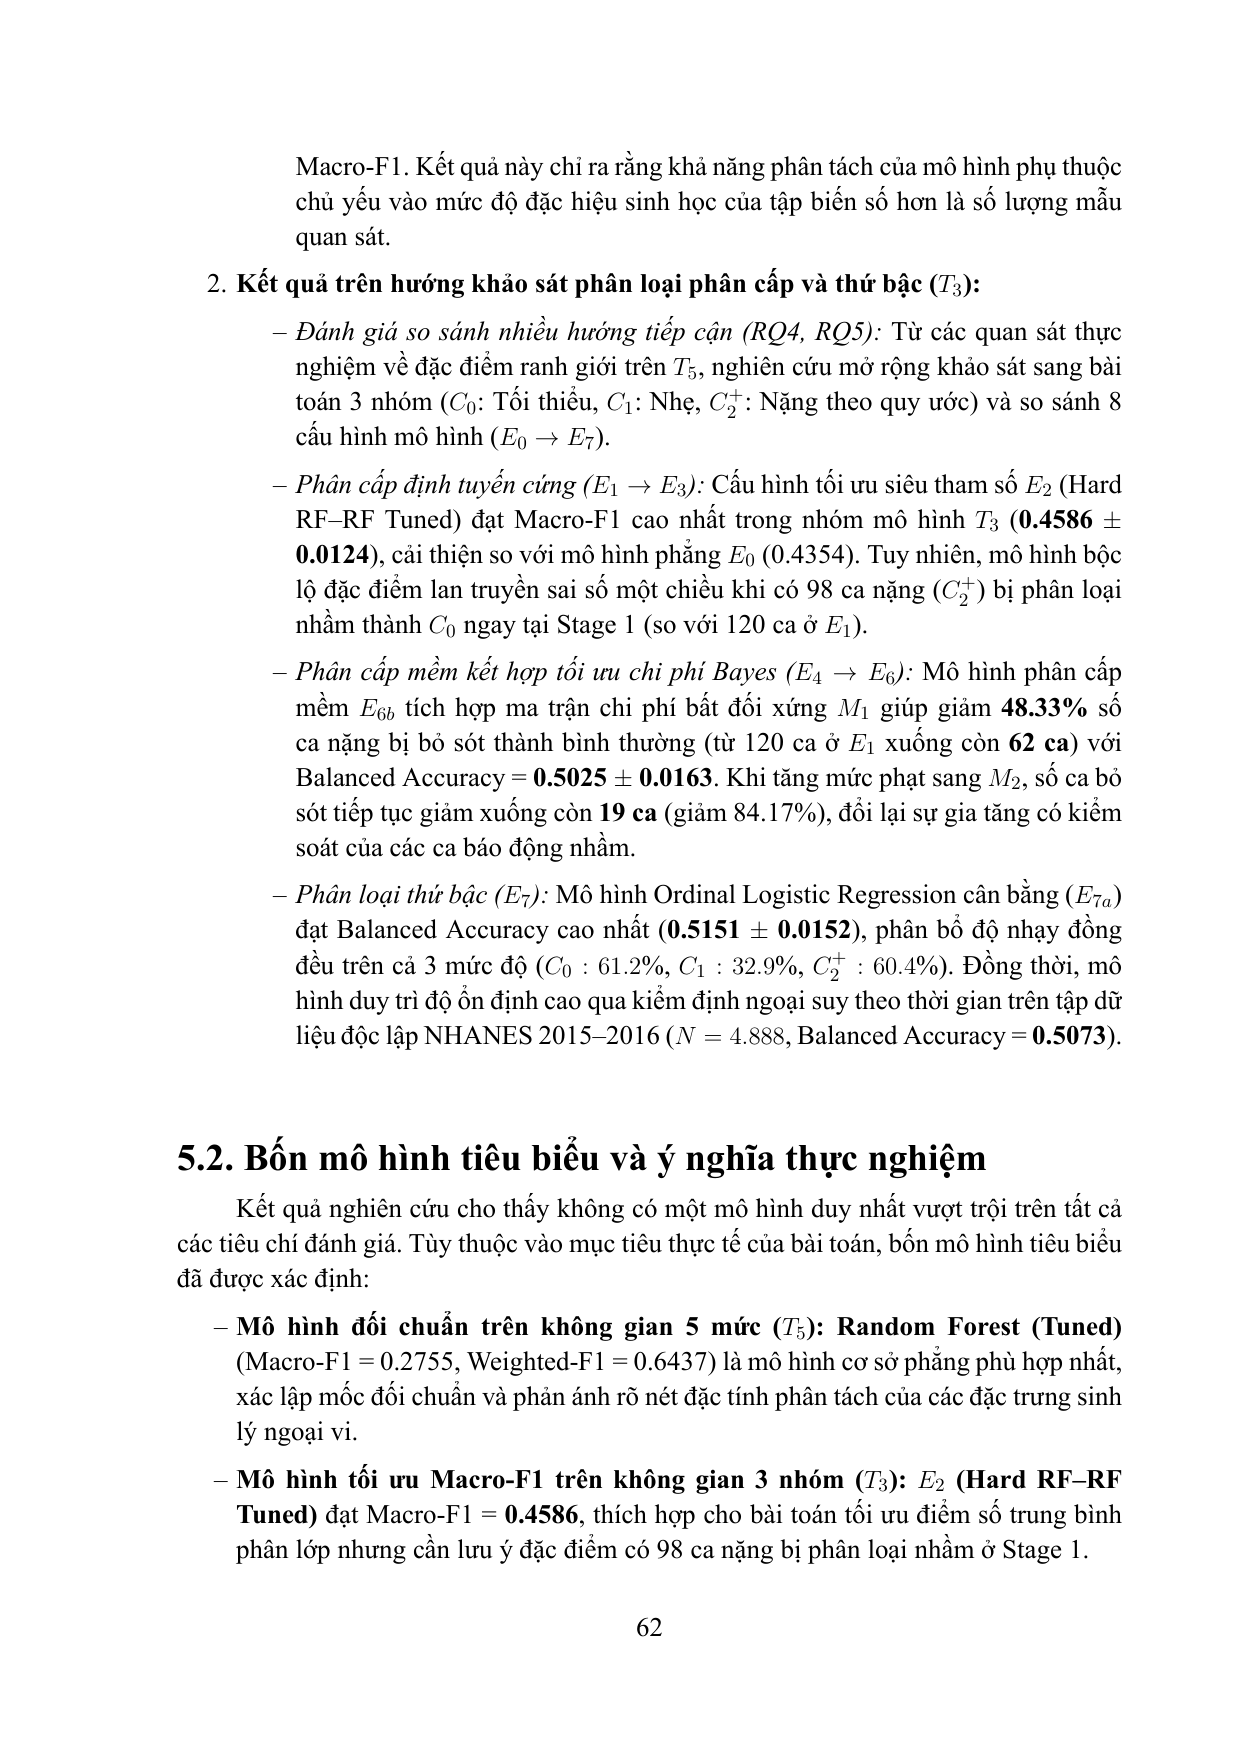 Macro-F1. Kết quả này chỉ ra rằng khả năng phân tách của mô hình phụ thuộc
chủ yếu vào mức độ đặc hiệu sinh học của tập biến số hơn là số lượng mẫu
quan sát.
2. Kết quả trên hướng khảo sát phân loại phân cấp và thứ bậc (T₃):
– Đánh giá so sánh nhiều hướng tiếp cận (RQ4, RQ5): Từ các quan sát thực
nghiệm về đặc điểm ranh giới trên T₅, nghiên cứu mở rộng khảo sát sang bài
toán 3 nhóm (C₀: Tối thiểu, C₁: Nhẹ, C₂⁺: Nặng theo quy ước) và so sánh 8
cấu hình mô hình (E₀ → E₇).
– Phân cấp định tuyến cứng (E₁ → E₃): Cấu hình tối ưu siêu tham số E₂ (Hard
RF–RF Tuned) đạt Macro-F1 cao nhất trong nhóm mô hình T₃ (0.4586 ±
0.0124), cải thiện so với mô hình phẳng E₀ (0.4354). Tuy nhiên, mô hình bộc
lộ đặc điểm lan truyền sai số một chiều khi có 98 ca nặng (C₂⁺) bị phân loại
nhầm thành C₀ ngay tại Stage 1 (so với 120 ca ở E₁).
– Phân cấp mềm kết hợp tối ưu chi phí Bayes (E₄ → E₆): Mô hình phân cấp
mềm E₆b tích hợp ma trận chi phí bất đối xứng M₁ giúp giảm 48.33% số
ca nặng bị bỏ sót thành bình thường (từ 120 ca ở E₁ xuống còn 62 ca) với
Balanced Accuracy = 0.5025 ± 0.0163. Khi tăng mức phạt sang M₂, số ca bỏ
sót tiếp tục giảm xuống còn 19 ca (giảm 84.17%), đổi lại sự gia tăng có kiểm
soát của các ca báo động nhầm.
– Phân loại thứ bậc (E₇): Mô hình Ordinal Logistic Regression cân bằng (E₇ₐ)
đạt Balanced Accuracy cao nhất (0.5151 ± 0.0152), phân bổ độ nhạy đồng
đều trên cả 3 mức độ (C₀ : 61.2%, C₁ : 32.9%, C₂⁺ : 60.4%). Đồng thời, mô
hình duy trì độ ổn định cao qua kiểm định ngoại suy theo thời gian trên tập dữ
liệu độc lập NHANES 2015–2016 (N = 4.888, Balanced Accuracy = 0.5073).
5.2. Bốn mô hình tiêu biểu và ý nghĩa thực nghiệm
Kết quả nghiên cứu cho thấy không có một mô hình duy nhất vượt trội trên tất cả
các tiêu chí đánh giá. Tùy thuộc vào mục tiêu thực tế của bài toán, bốn mô hình tiêu biểu
đã được xác định:
– Mô hình đối chuẩn trên không gian 5 mức (T₅): Random Forest (Tuned)
(Macro-F1 = 0.2755, Weighted-F1 = 0.6437) là mô hình cơ sở phẳng phù hợp nhất,
xác lập mốc đối chuẩn và phản ánh rõ nét đặc tính phân tách của các đặc trưng sinh
lý ngoại vi.
– Mô hình tối ưu Macro-F1 trên không gian 3 nhóm (T₃): E₂ (Hard RF–RF
Tuned) đạt Macro-F1 = 0.4586, thích hợp cho bài toán tối ưu điểm số trung bình
phân lớp nhưng cần lưu ý đặc điểm có 98 ca nặng bị phân loại nhầm ở Stage 1.
62